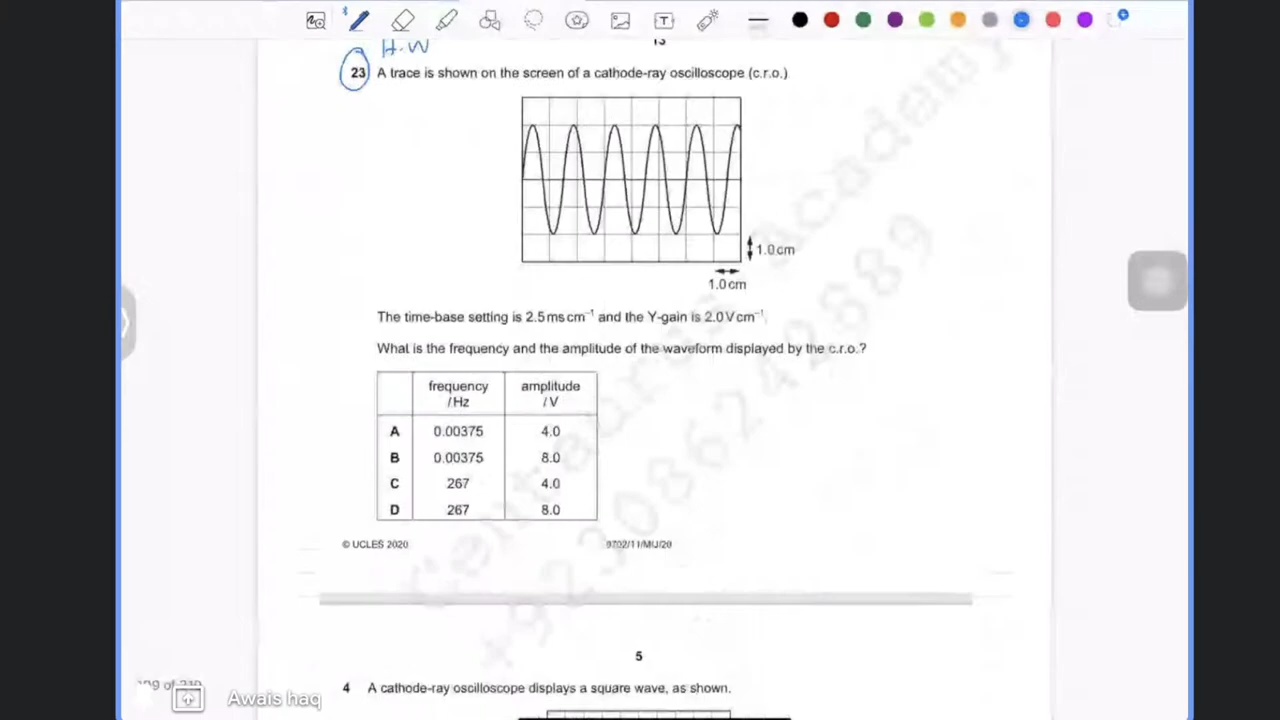 T
H.W
13
23 A trace is shown on the screen of a cathode-ray oscilloscope (c.r.o.)
1.0 cm
1.0 cm
The time-base setting is 2.5 ms cm⁻¹ and the Y-gain is 2.0 V cm⁻¹.
What is the frequency and the amplitude of the waveform displayed by the c.r.o.?
frequency /Hz amplitude /V
A 0.00375 4.0
B 0.00375 8.0
C 267 4.0
D 267 8.0
© UCLES 2020 9702/11/M/J/20
5
4 A cathode-ray oscilloscope displays a square wave, as shown.
Awais haq
Centaurus Academy
+923086242689